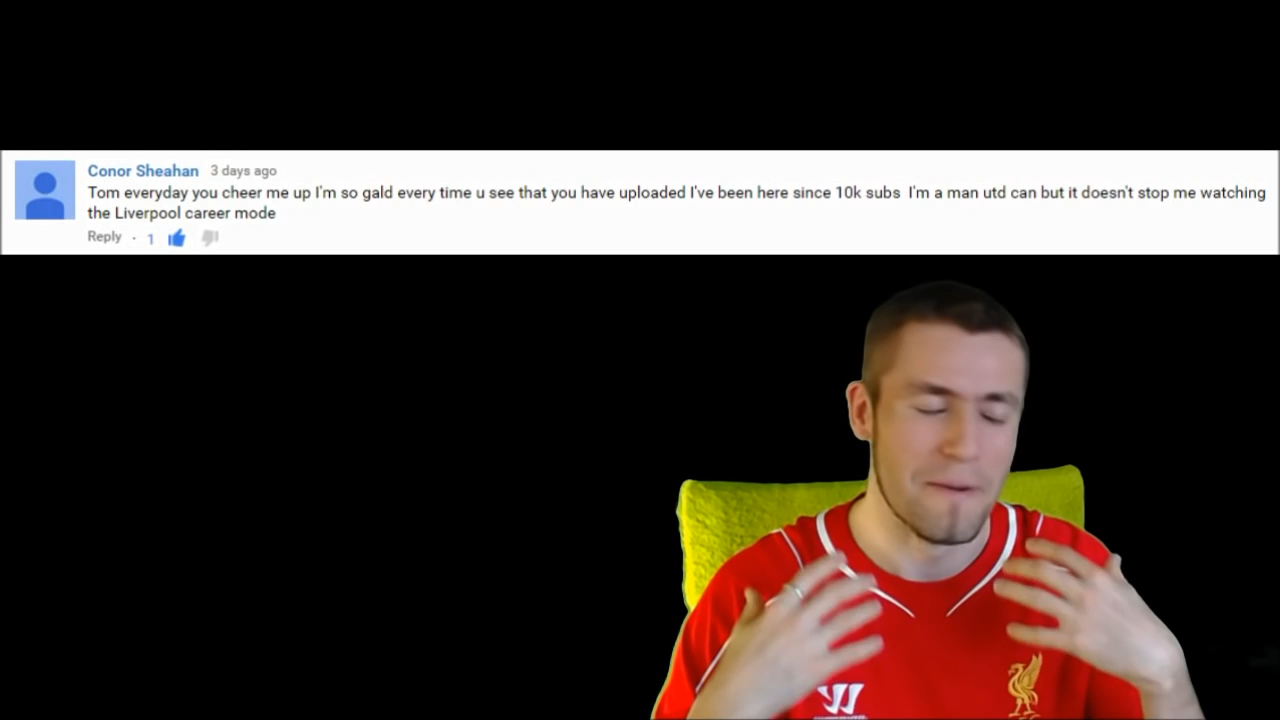 Conor Sheahan 3 days ago
Tom everyday you cheer me up I'm so gald every time u see that you have uploaded I've been here since 10k subs I'm a man utd can but it doesn't stop me watching
the Liverpool career mode
Reply · 1